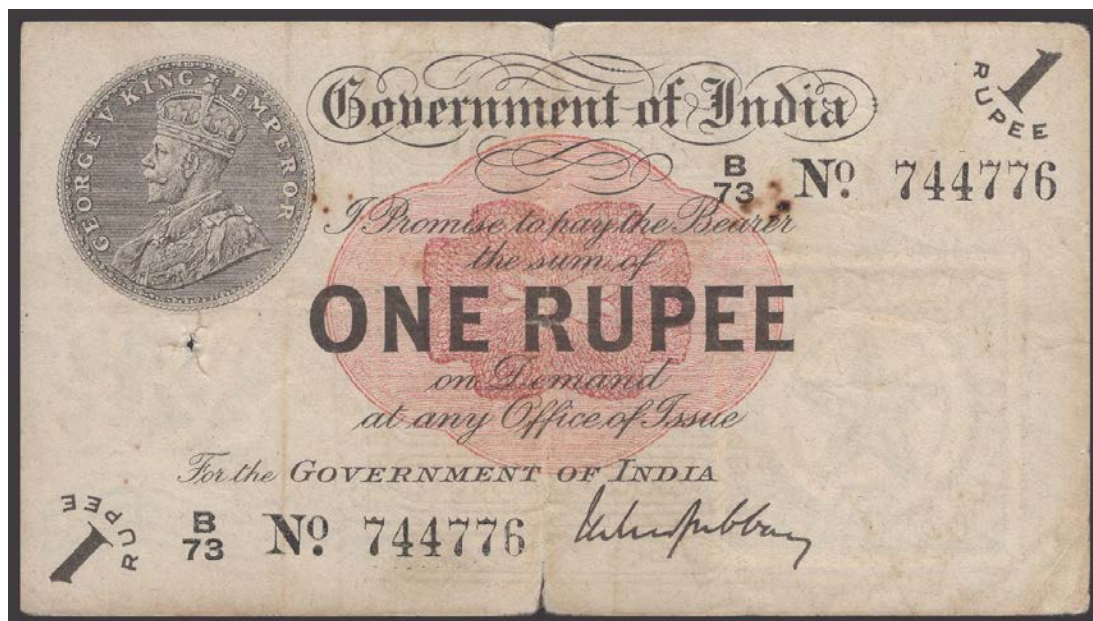 GEORGE V KING EMPEROR
Government of India
1 RUPEE
B
73 No 744776
I Promise to pay the Bearer
the sum of
ONE RUPEE
on Demand
at any Office of Issue
For the GOVERNMENT OF INDIA
1 RUPEE
B
73 No 744776